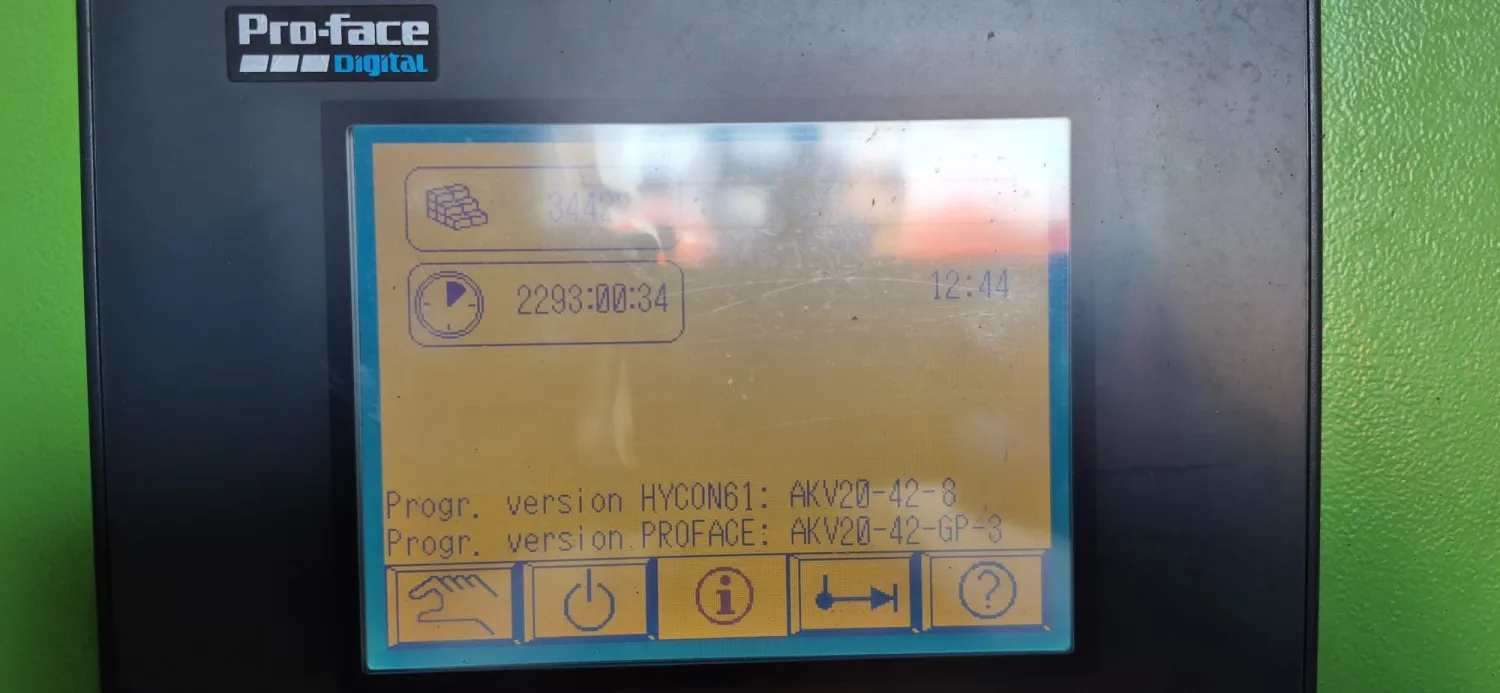 Pro-face
Digital
2293:00:34
12:44
Progr. version HYCON61: AKV20-42-8
Progr. version PROFACE: AKV20-42-GP-3
i
?